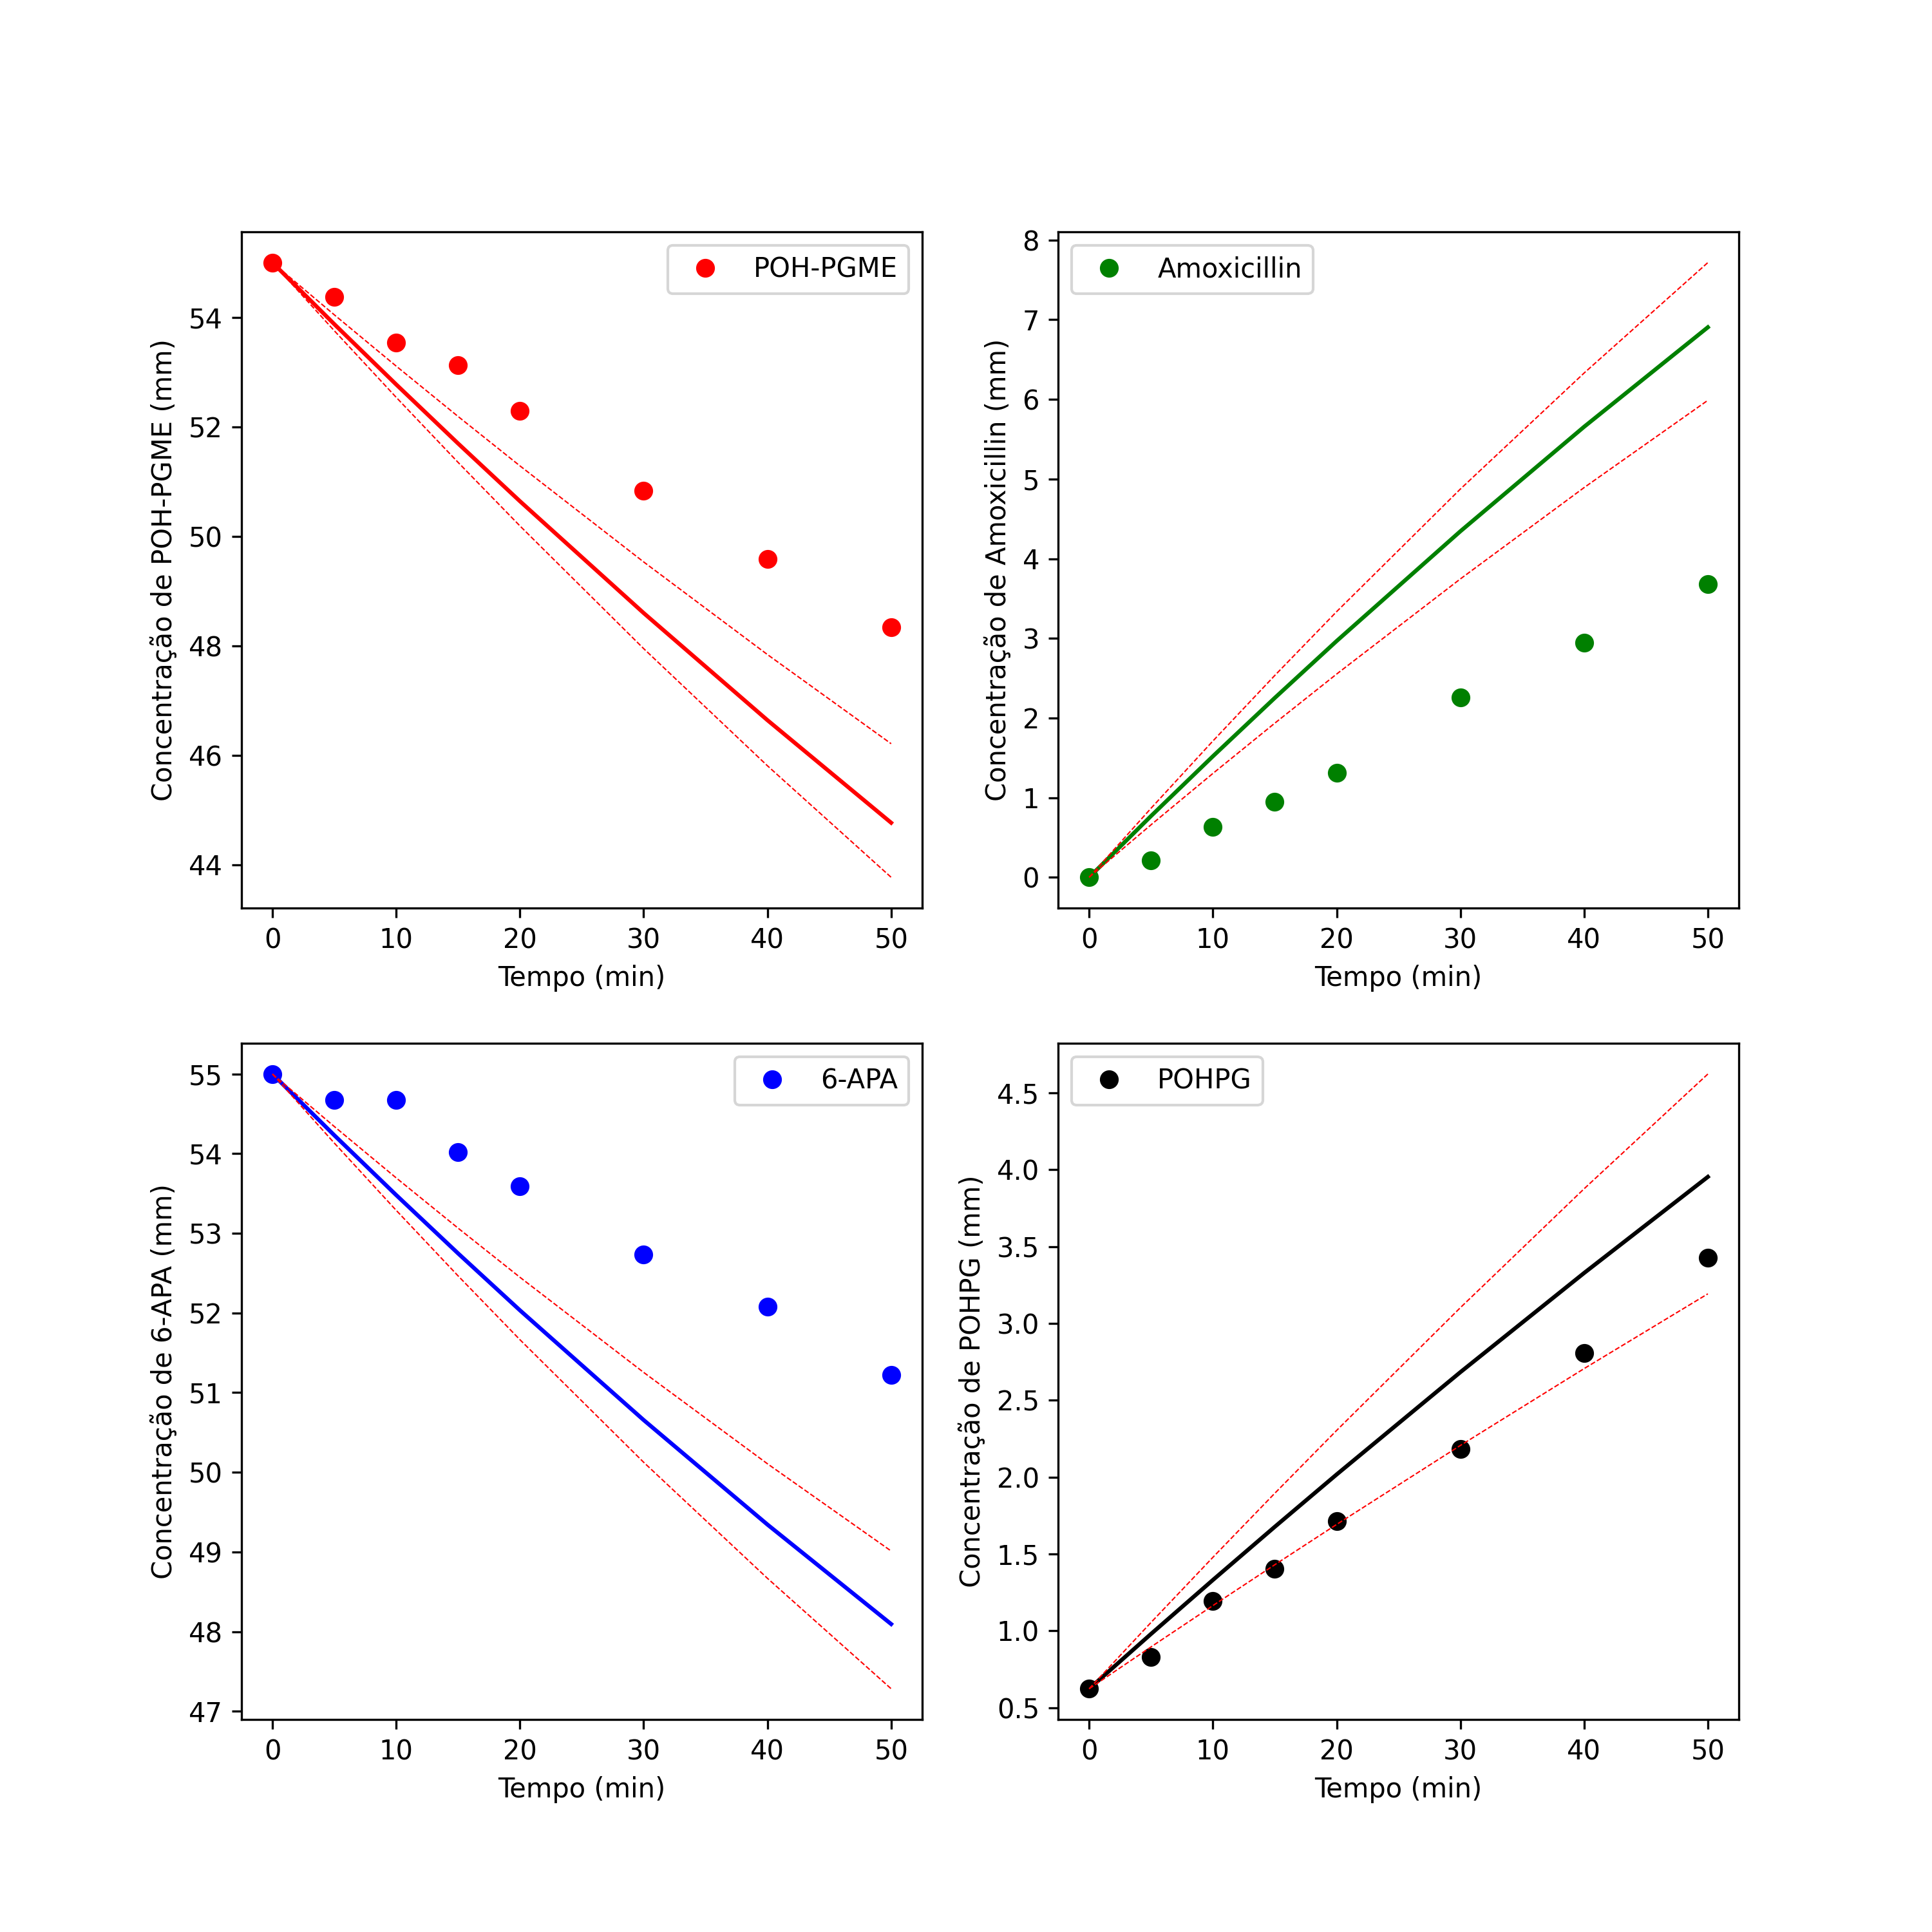 POH-PGME
Concentração de POH-PGME (mm)
54
52
50
48
46
44
0 10 20 30 40 50
Tempo (min)
Amoxicillin
Concentração de Amoxicillin (mm)
8
7
6
5
4
3
2
1
0
0 10 20 30 40 50
Tempo (min)
6-APA
Concentração de 6-APA (mm)
55
54
53
52
51
50
49
48
47
0 10 20 30 40 50
Tempo (min)
POHPG
Concentração de POHPG (mm)
4.5
4.0
3.5
3.0
2.5
2.0
1.5
1.0
0.5
0 10 20 30 40 50
Tempo (min)